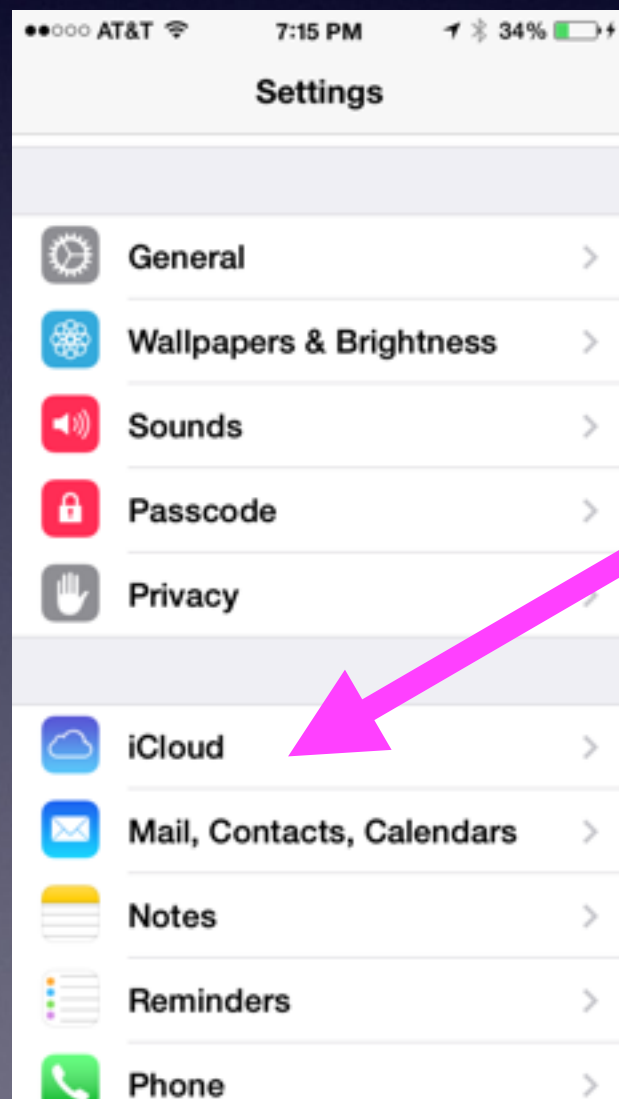 AT&T 7:15 PM 34%
Settings
General
Wallpapers & Brightness
Sounds
Passcode
Privacy
iCloud
Mail, Contacts, Calendars
Notes
Reminders
Phone